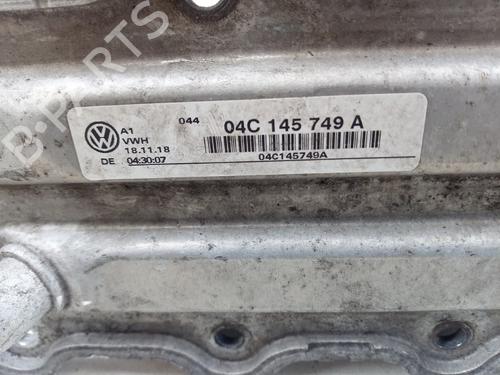 B-PARTS
044
04C 145 749 A
A1
VWH
18.11.18
DE 04:30:07
04C145749A